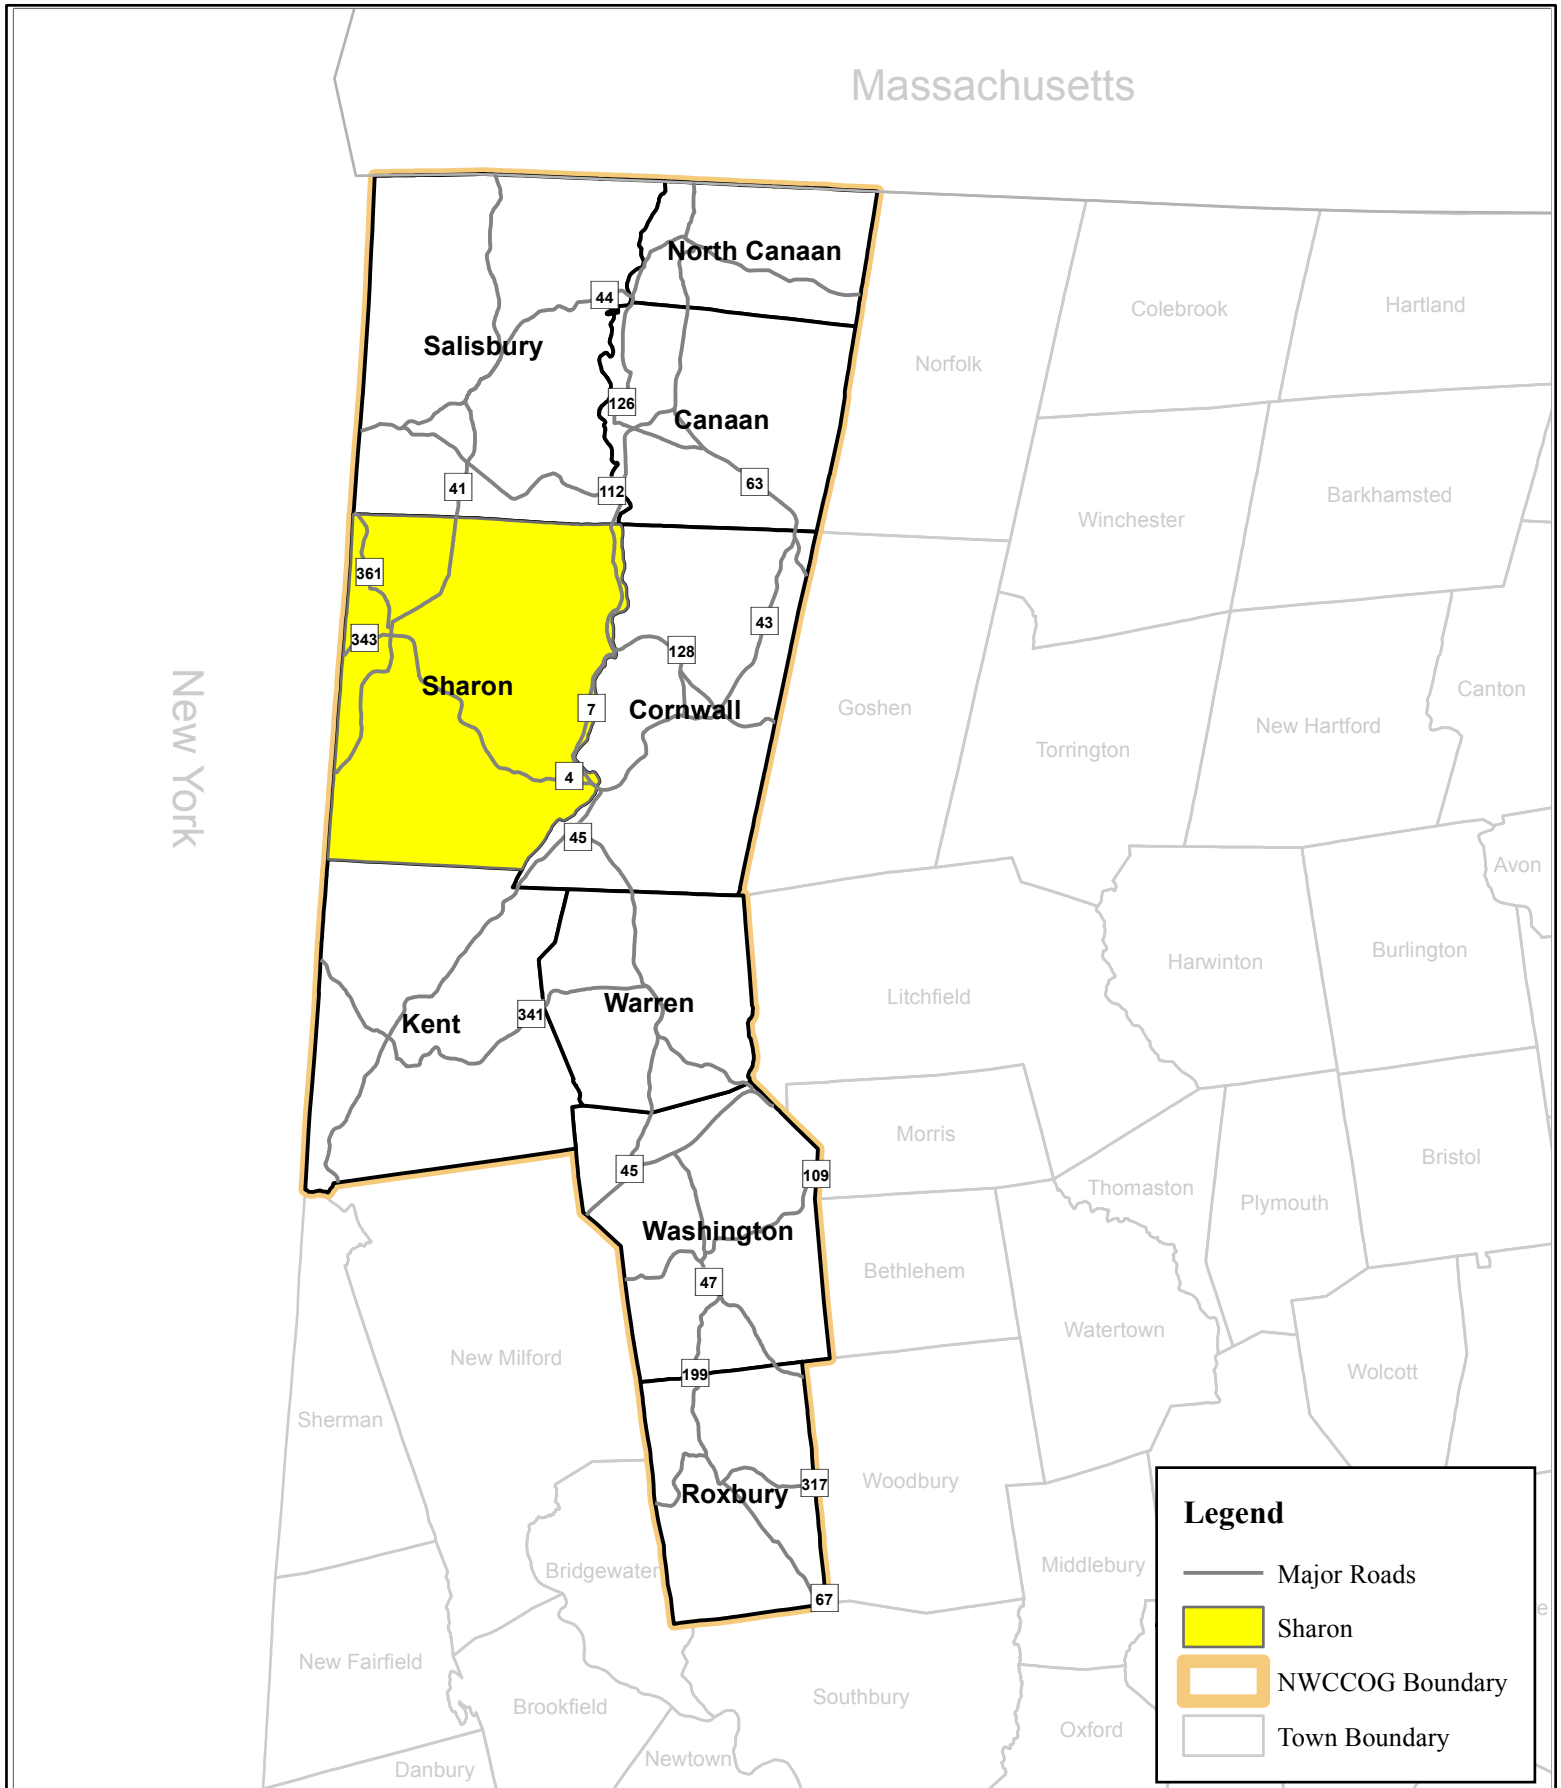 Massachusetts
North Canaan
44
Colebrook
Hartland
Salisbury
Norfolk
126
Canaan
41
112
63
Barkhamsted
Winchester
361
43
343
128
New York
Sharon
7
Cornwall
Goshen
Canton
New Hartford
Torrington
4
45
Avon
Burlington
Harwinton
Litchfield
Warren
341
Kent
Morris
Bristol
45
109
Thomaston
Plymouth
Washington
Bethlehem
47
Watertown
New Milford
199
Wolcott
Sherman
Woodbury
317
Roxbury
Bridgewater
Middlebury
67
New Fairfield
Brookfield
Southbury
Oxford
Newtown
Danbury
Legend
Major Roads
Sharon
NWCCOG Boundary
Town Boundary